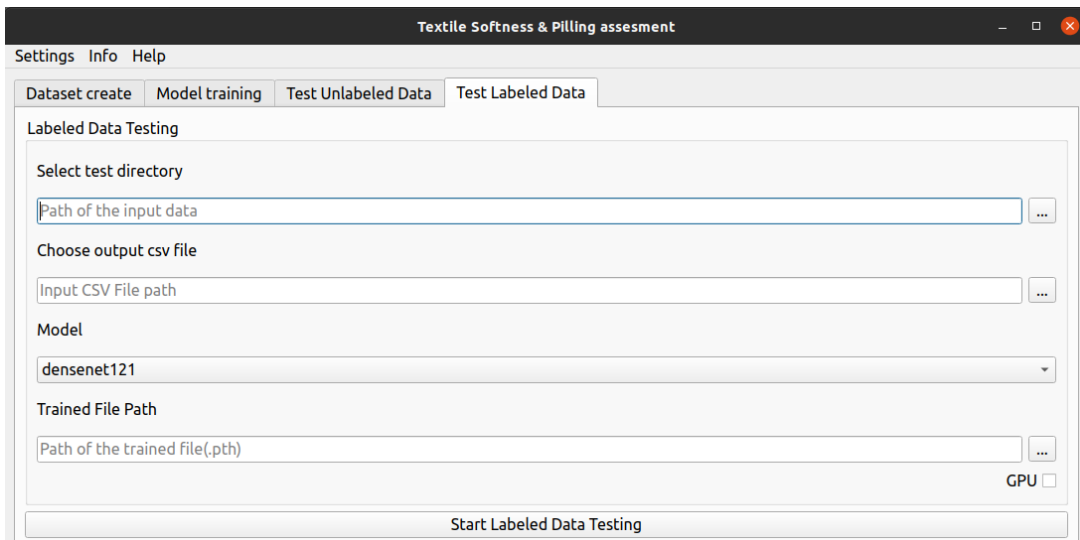 Textile Softness & Pilling assesment
Settings Info Help
Dataset create Model training Test Unlabeled Data Test Labeled Data
Labeled Data Testing
Select test directory
Path of the input data
...
Choose output csv file
Input CSV File path
...
Model
densenet121
Trained File Path
Path of the trained file(.pth)
...
GPU
Start Labeled Data Testing